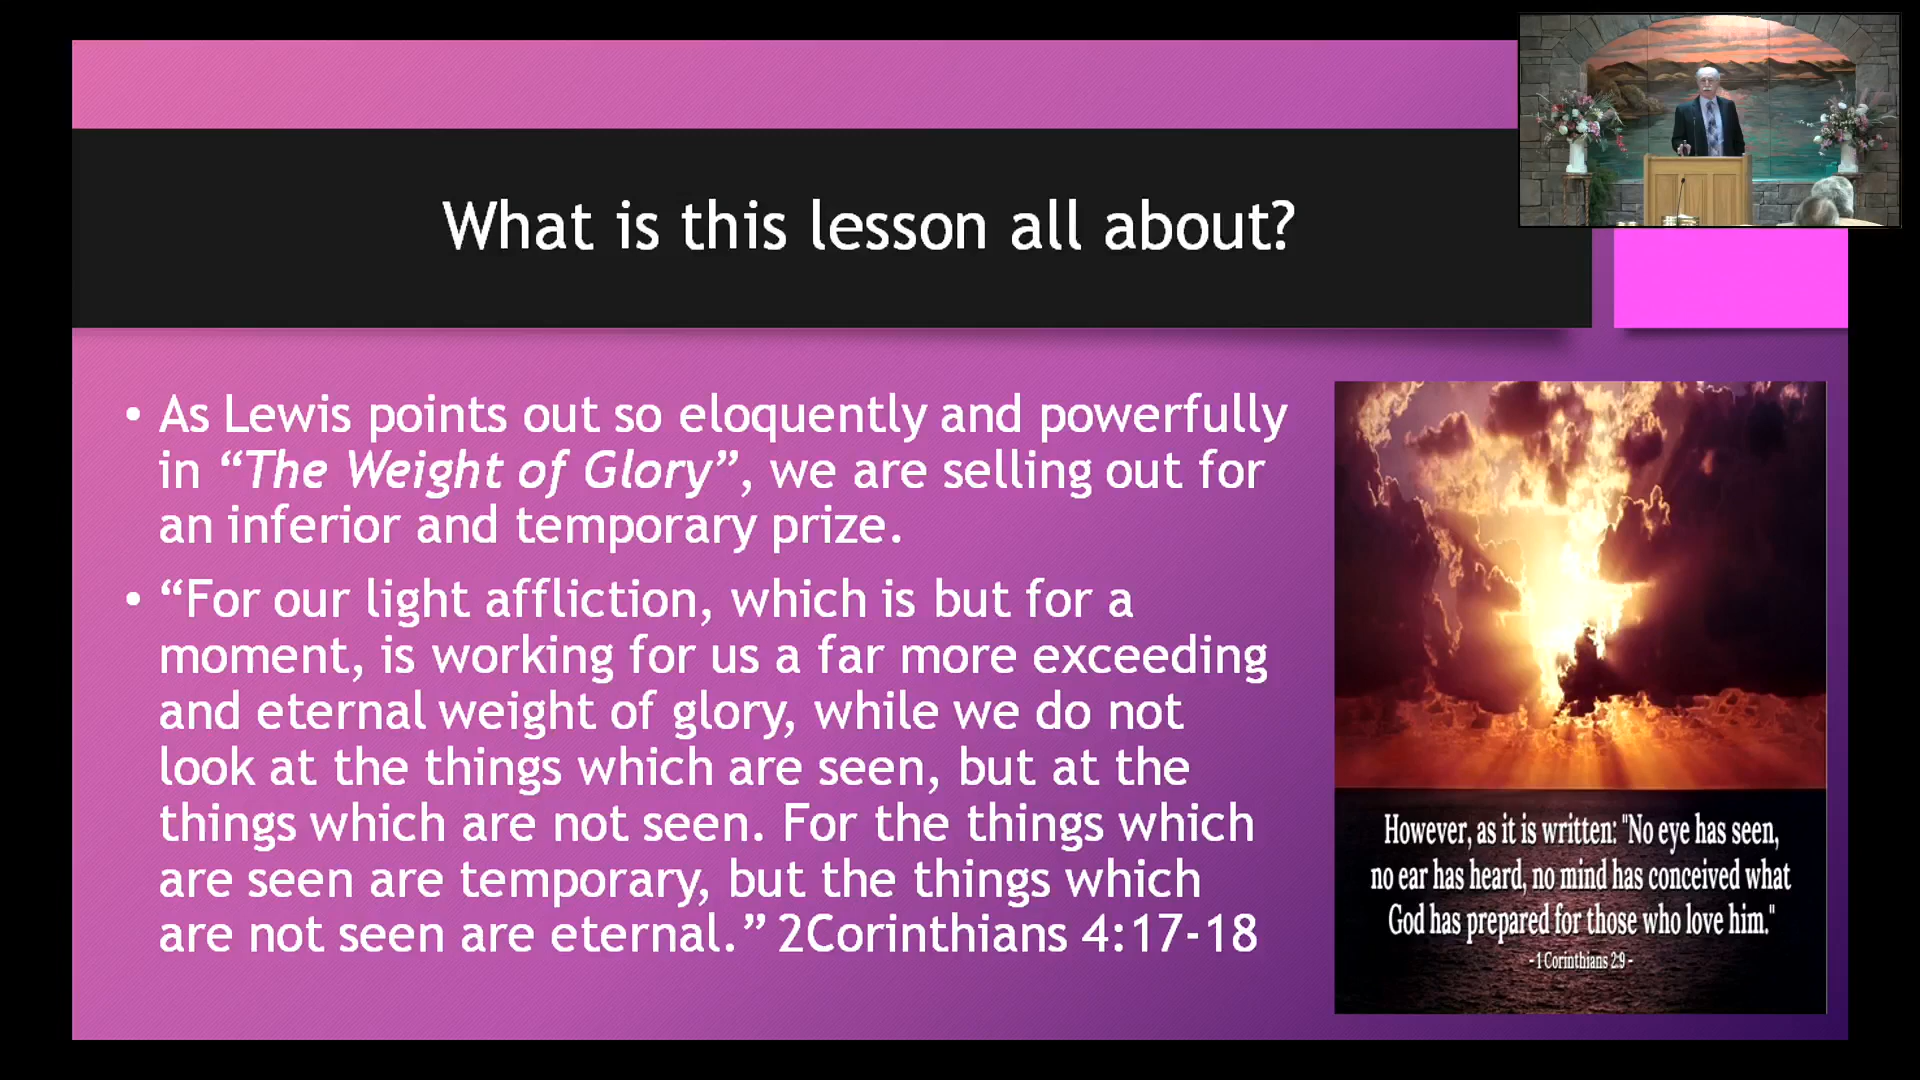 What is this lesson all about?
• As Lewis points out so eloquently and powerfully
in “The Weight of Glory”, we are selling out for
an inferior and temporary prize.
• “For our light affliction, which is but for a
moment, is working for us a far more exceeding
and eternal weight of glory, while we do not
look at the things which are seen, but at the
things which are not seen. For the things which
are seen are temporary, but the things which
are not seen are eternal.” 2Corinthians 4:17-18
However, as it is written: "No eye has seen,
no ear has heard, no mind has conceived what
God has prepared for those who love him."
- 1 Corinthians 2:9 -